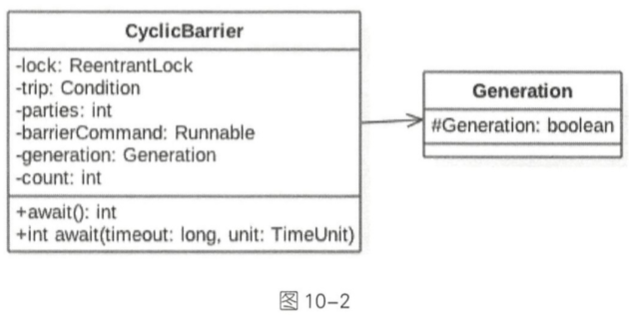 CyclicBarrier
-lock: ReentrantLock
-trip: Condition
-parties: int
-barrierCommand: Runnable
-generation: Generation
-count: int
+await(): int
+int await(timeout: long, unit: TimeUnit)
Generation
#Generation: boolean
图 10-2